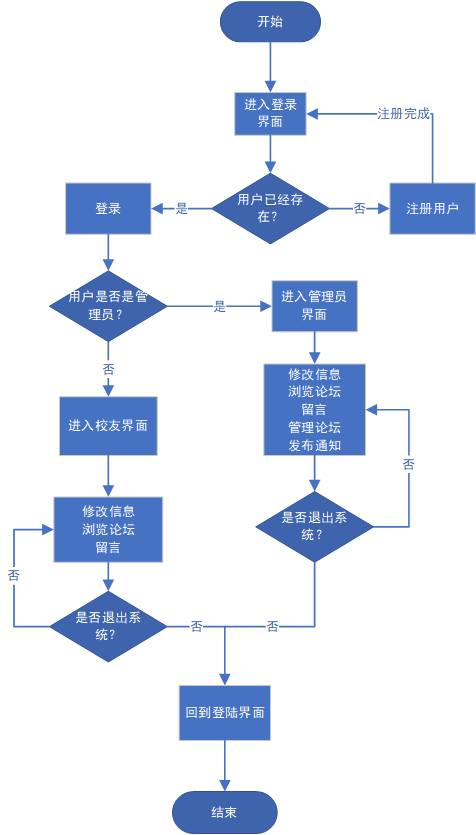 开始
进入登录
界面
注册完成
用户已经存
在？
是
否
登录
注册用户
用户是否是管
理员？
是
进入管理员
界面
否
修改信息
浏览论坛
留言
管理论坛
发布通知
进入校友界面
否
修改信息
浏览论坛
留言
是否退出系
统？
否
是否退出系
统？
否
否
回到登陆界面
结束